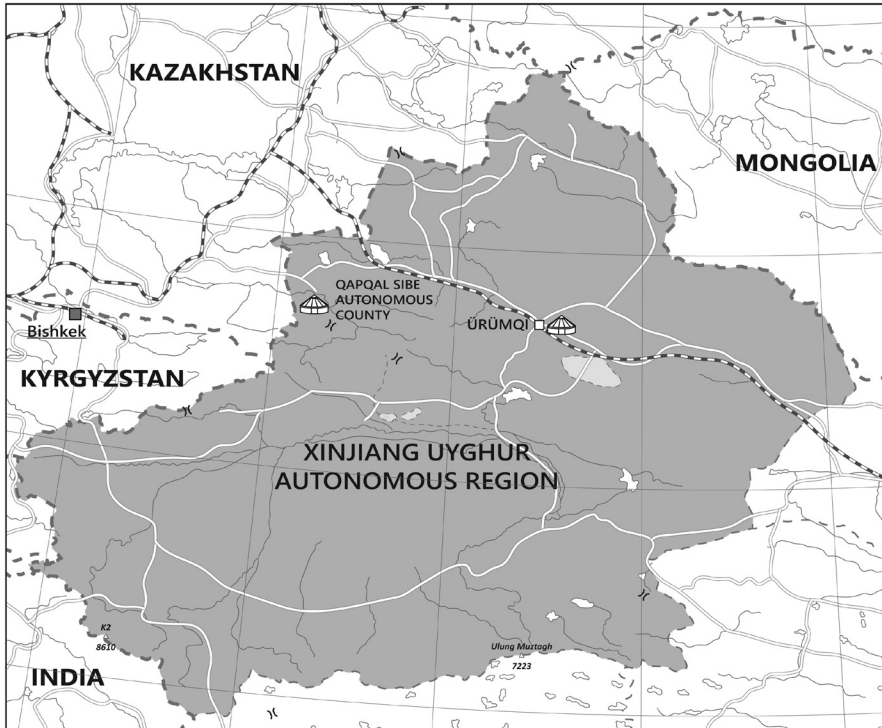 KAZAKHSTAN
MONGOLIA
QAPQAL SIBE
AUTONOMOUS
COUNTY
ÜRÜMQI
Bishkek
KYRGYZSTAN
XINJIANG UYGHUR
AUTONOMOUS REGION
K2
8610
Ulung Muztagh
7223
INDIA